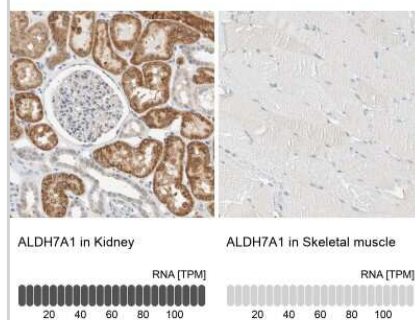 ALDH7A1 in Kidney
RNA [TPM]
20 40 60 80 100
ALDH7A1 in Skeletal muscle
RNA [TPM]
20 40 60 80 100